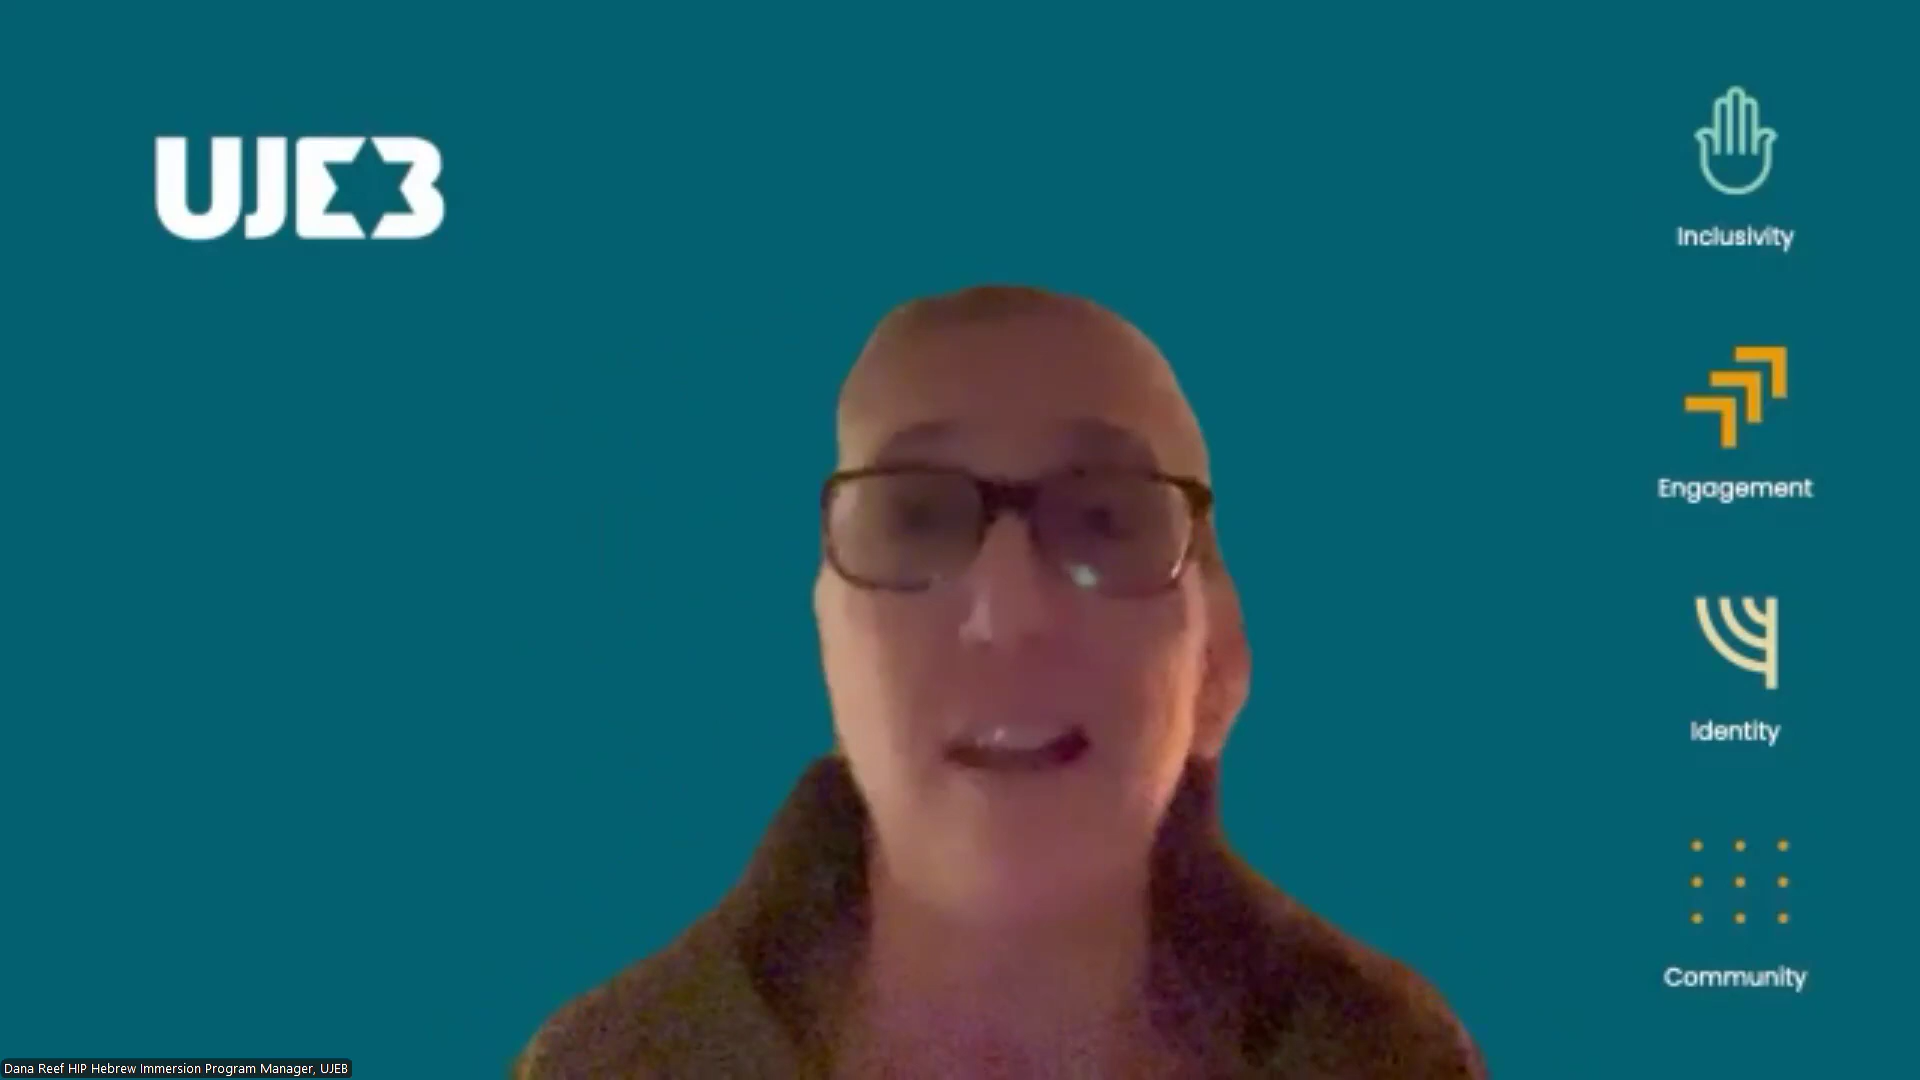 UJEB
Inclusivity
Engagement
Identity
Community
Dana Reef HIP Hebrew Immersion Program Manager, UJEB